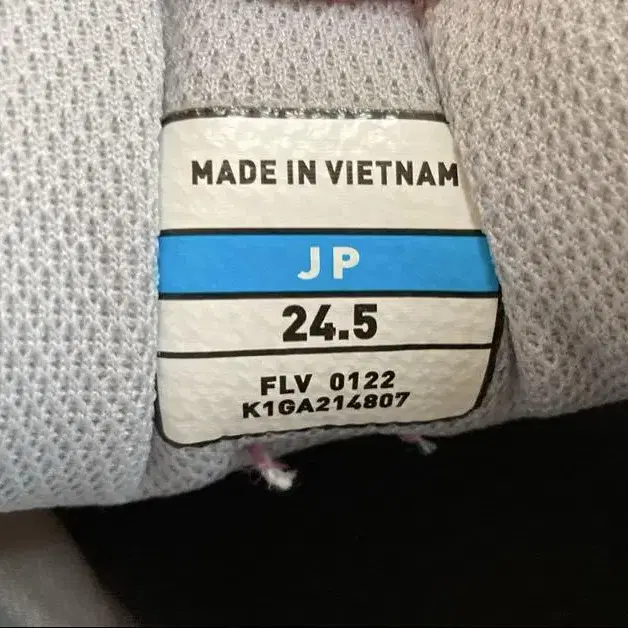 MADE IN VIETNAM
JP
24.5
FLV 0122
K1GA214807